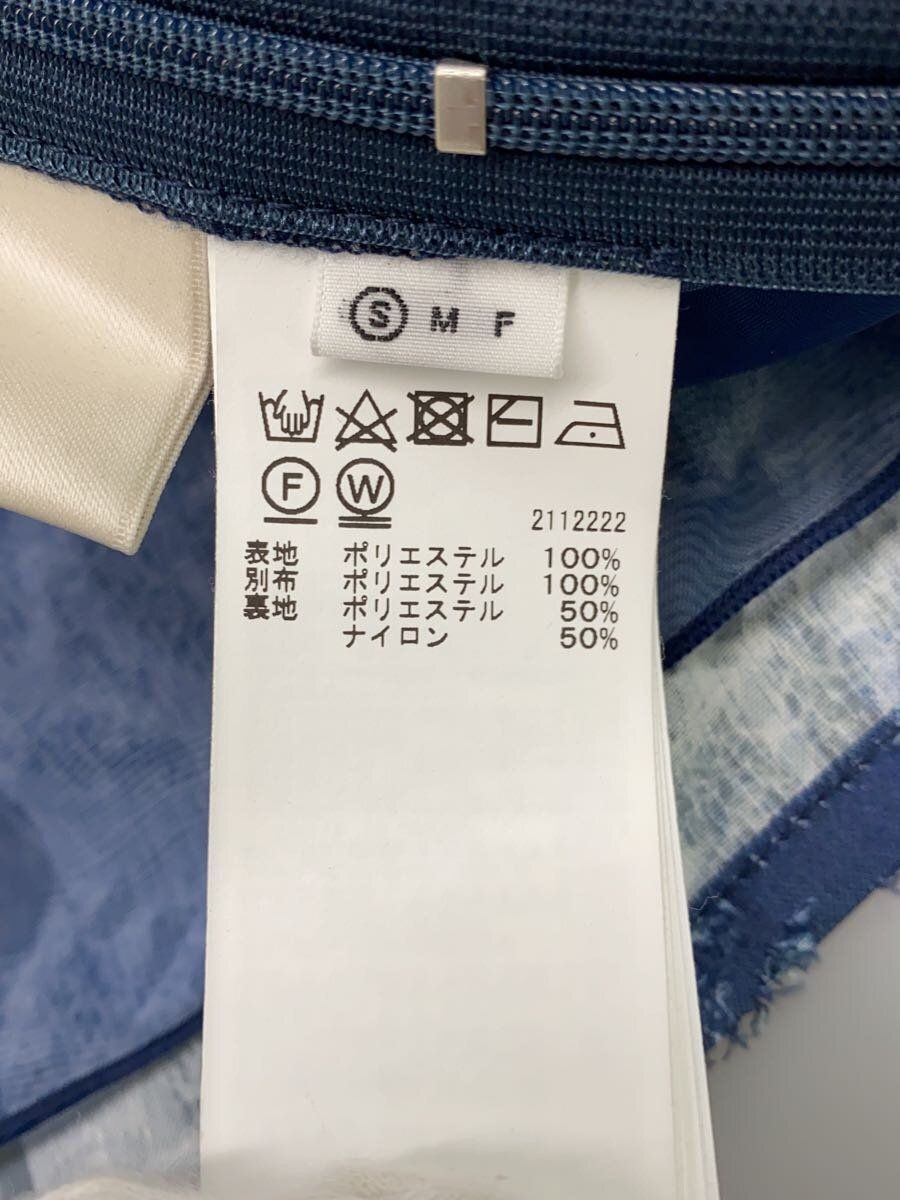 S M F
F W
2112222
表地 ポリエステル 100%
別布 ポリエステル 100%
裏地 ポリエステル 50%
ナイロン 50%